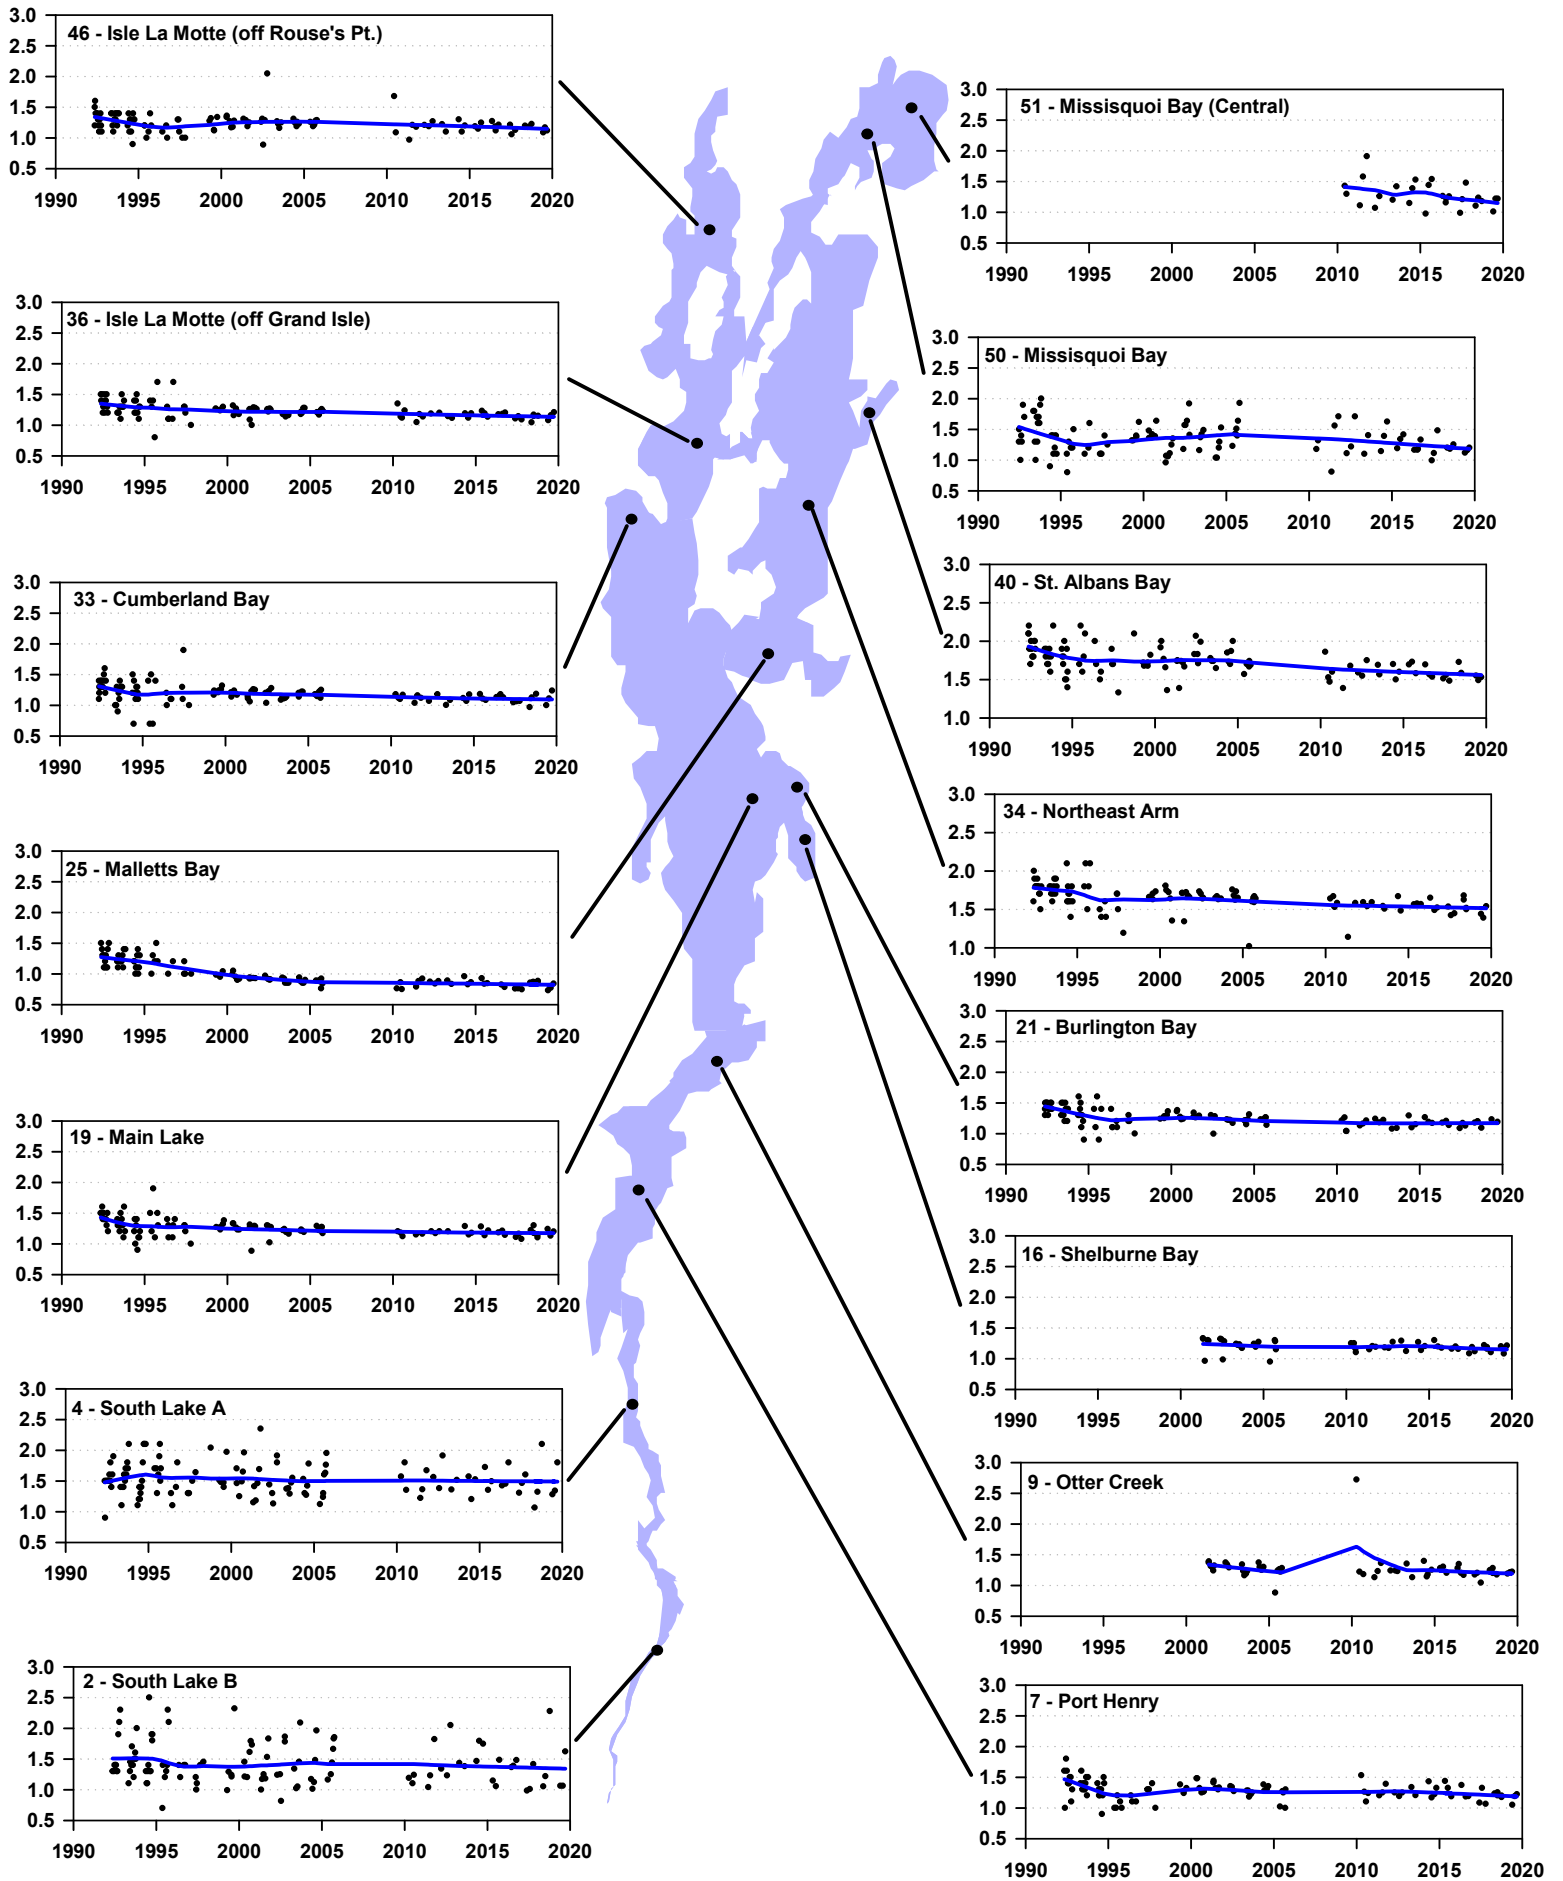 46 - Isle La Motte (off Rouse's Pt.)
3.0
2.5
2.0
1.5
1.0
0.5
1990 1995 2000 2005 2010 2015 2020
36 - Isle La Motte (off Grand Isle)
3.0
2.5
2.0
1.5
1.0
0.5
1990 1995 2000 2005 2010 2015 2020
33 - Cumberland Bay
3.0
2.5
2.0
1.5
1.0
0.5
1990 1995 2000 2005 2010 2015 2020
25 - Malletts Bay
3.0
2.5
2.0
1.5
1.0
0.5
1990 1995 2000 2005 2010 2015 2020
19 - Main Lake
3.0
2.5
2.0
1.5
1.0
0.5
1990 1995 2000 2005 2010 2015 2020
4 - South Lake A
3.0
2.5
2.0
1.5
1.0
0.5
1990 1995 2000 2005 2010 2015 2020
2 - South Lake B
3.0
2.5
2.0
1.5
1.0
0.5
1990 1995 2000 2005 2010 2015 2020
51 - Missisquoi Bay (Central)
3.0
2.5
2.0
1.5
1.0
0.5
1990 1995 2000 2005 2010 2015 2020
50 - Missisquoi Bay
3.0
2.5
2.0
1.5
1.0
0.5
1990 1995 2000 2005 2010 2015 2020
40 - St. Albans Bay
3.0
2.5
2.0
1.5
1.0
1990 1995 2000 2005 2010 2015 2020
34 - Northeast Arm
3.0
2.5
2.0
1.5
1.0
1990 1995 2000 2005 2010 2015 2020
21 - Burlington Bay
3.0
2.5
2.0
1.5
1.0
0.5
1990 1995 2000 2005 2010 2015 2020
16 - Shelburne Bay
3.0
2.5
2.0
1.5
1.0
0.5
1990 1995 2000 2005 2010 2015 2020
9 - Otter Creek
3.0
2.5
2.0
1.5
1.0
0.5
1990 1995 2000 2005 2010 2015 2020
7 - Port Henry
3.0
2.5
2.0
1.5
1.0
0.5
1990 1995 2000 2005 2010 2015 2020